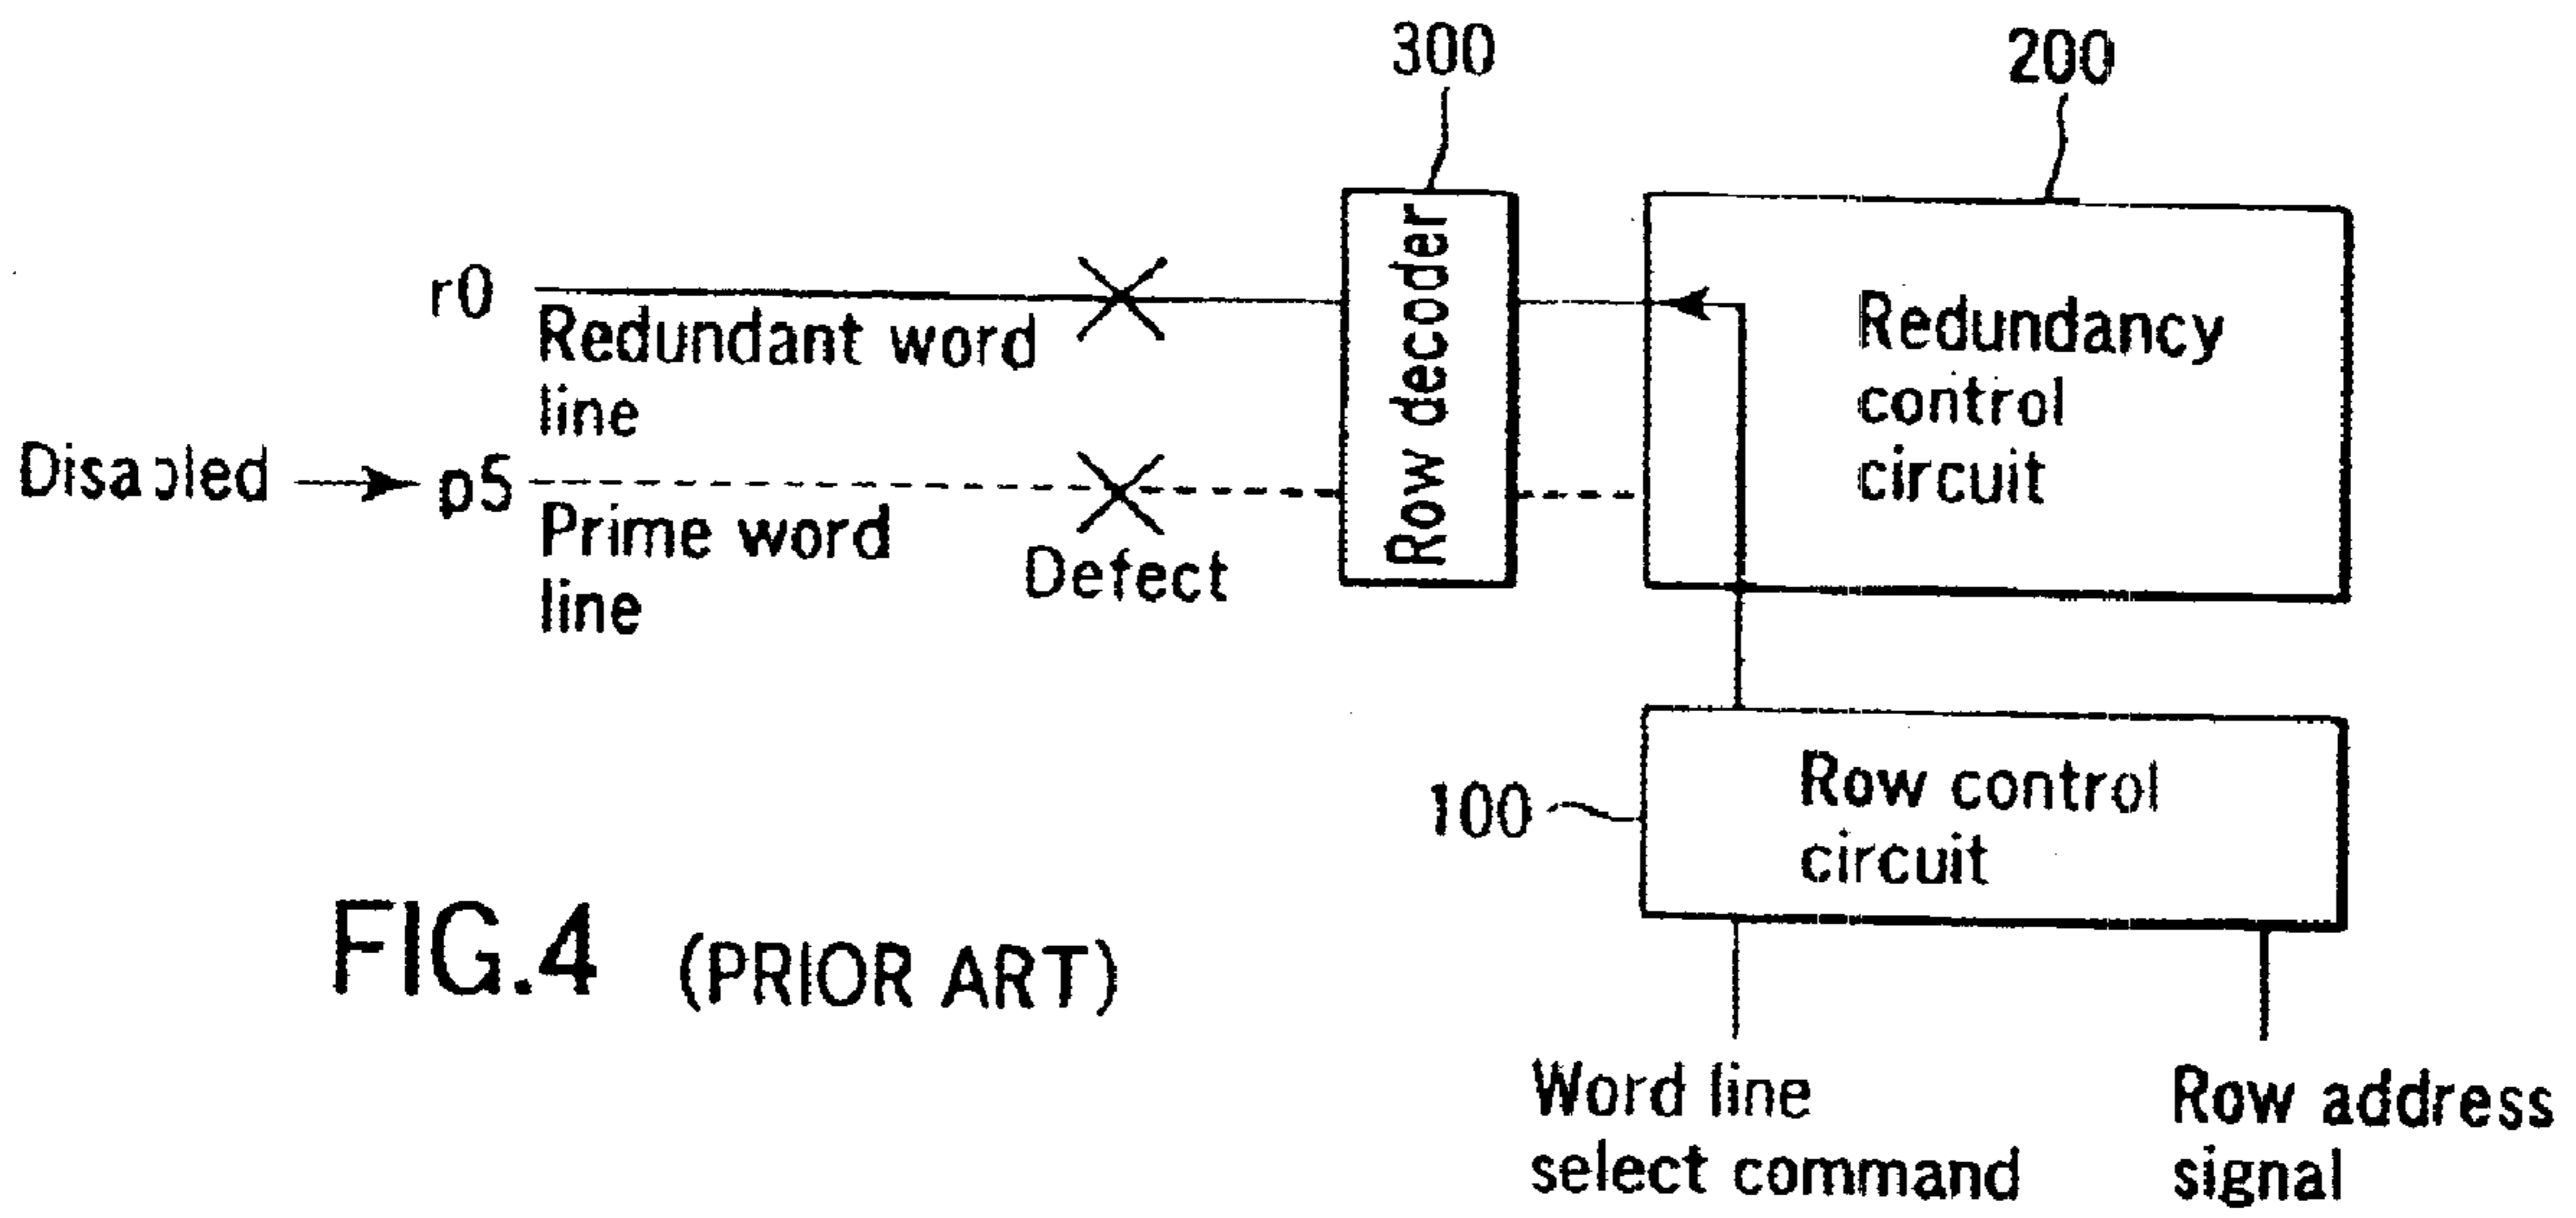 300
200
r0
Redundant word
line
Disabled
p5
Prime word
line
Defect
Row decoder
Redundancy
control
circuit
100
Row control
circuit
Word line
select command
Row address
signal
FIG.4 (PRIOR ART)